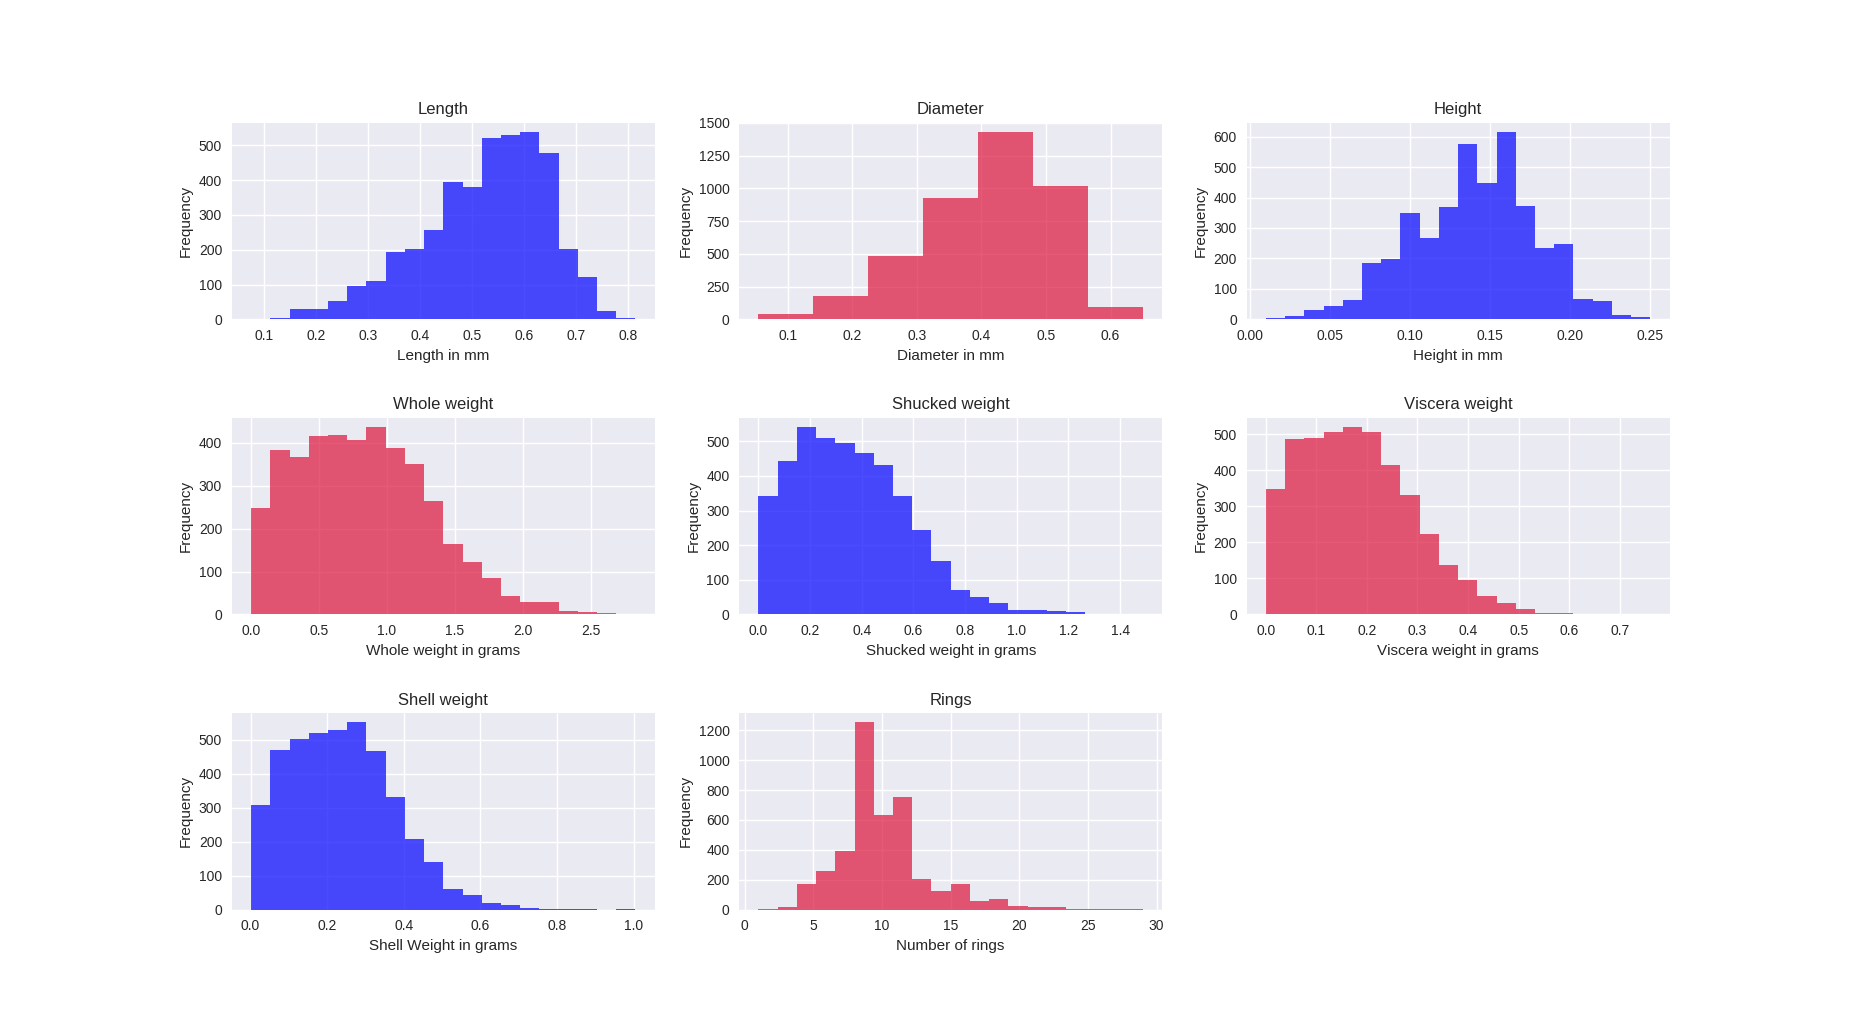 Length
Frequency
0
100
200
300
400
500
0.1 0.2 0.3 0.4 0.5 0.6 0.7 0.8
Length in mm
Diameter
Frequency
0
250
500
750
1000
1250
1500
0.1 0.2 0.3 0.4 0.5 0.6
Diameter in mm
Height
Frequency
0
100
200
300
400
500
600
0.00 0.05 0.10 0.15 0.20 0.25
Height in mm
Whole weight
Frequency
0
100
200
300
400
0.0 0.5 1.0 1.5 2.0 2.5
Whole weight in grams
Shucked weight
Frequency
0
100
200
300
400
500
0.0 0.2 0.4 0.6 0.8 1.0 1.2 1.4
Shucked weight in grams
Viscera weight
Frequency
0
100
200
300
400
500
0.0 0.1 0.2 0.3 0.4 0.5 0.6 0.7
Viscera weight in grams
Shell weight
Frequency
0
100
200
300
400
500
0.0 0.2 0.4 0.6 0.8 1.0
Shell Weight in grams
Rings
Frequency
0
200
400
600
800
1000
1200
0 5 10 15 20 25 30
Number of rings